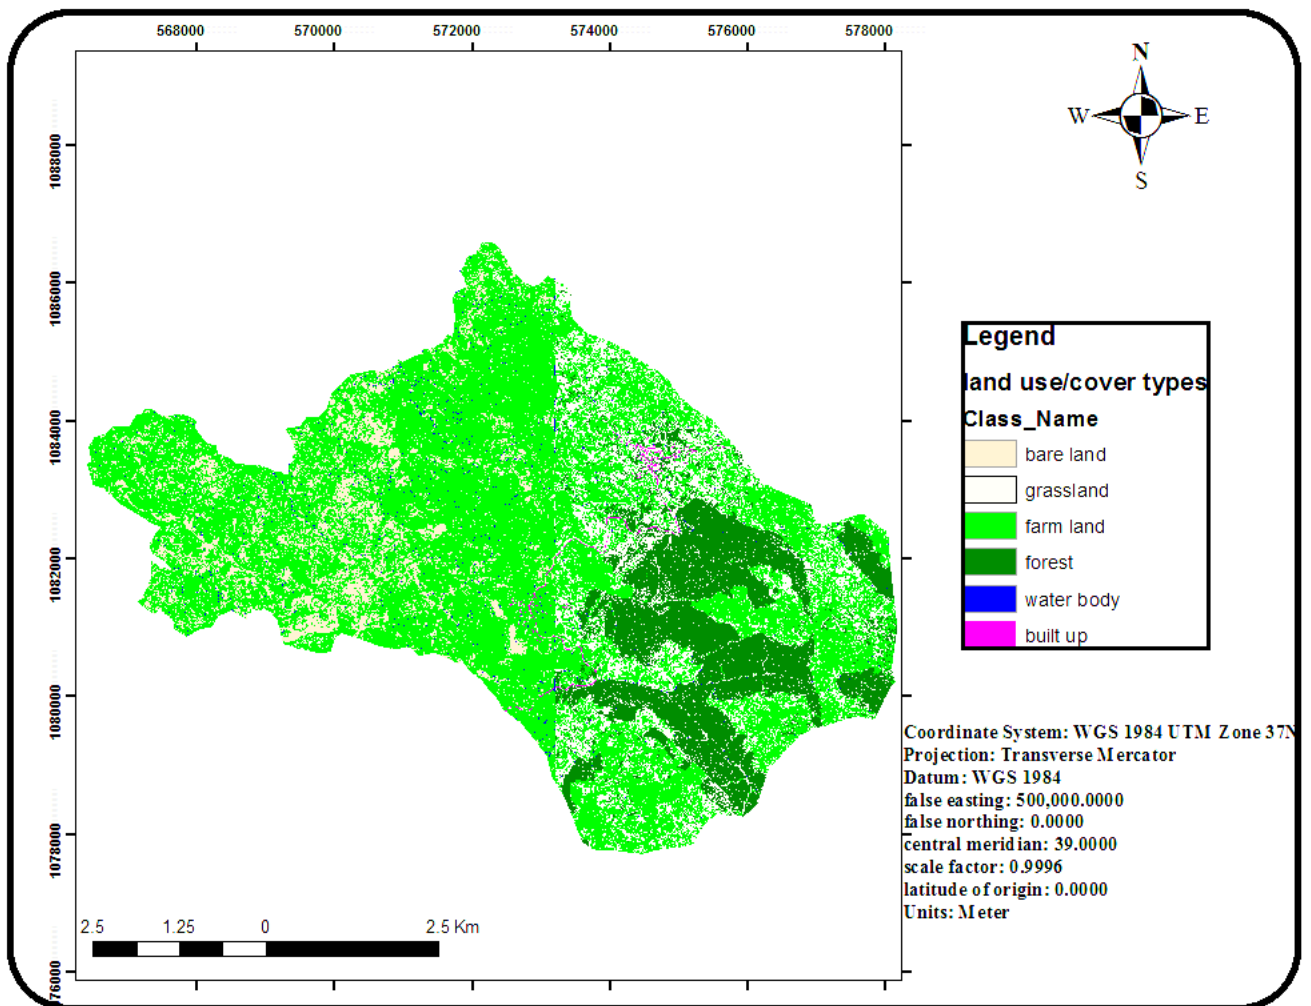 568000 570000 572000 574000 576000 578000
N
W E
S
1088000
1086000
1084000
1082000
1080000
1078000
76000
Legend
land use/cover types
Class_Name
bare land
grassland
farm land
forest
water body
built up
Coordinate System: WGS 1984 UTM Zone 37N
Projection: Transverse Mercator
Datum: WGS 1984
false easting: 500,000.0000
false northing: 0.0000
central meridian: 39.0000
scale factor: 0.9996
latitude of origin: 0.0000
Units: Meter
2.5 1.25 0 2.5 Km